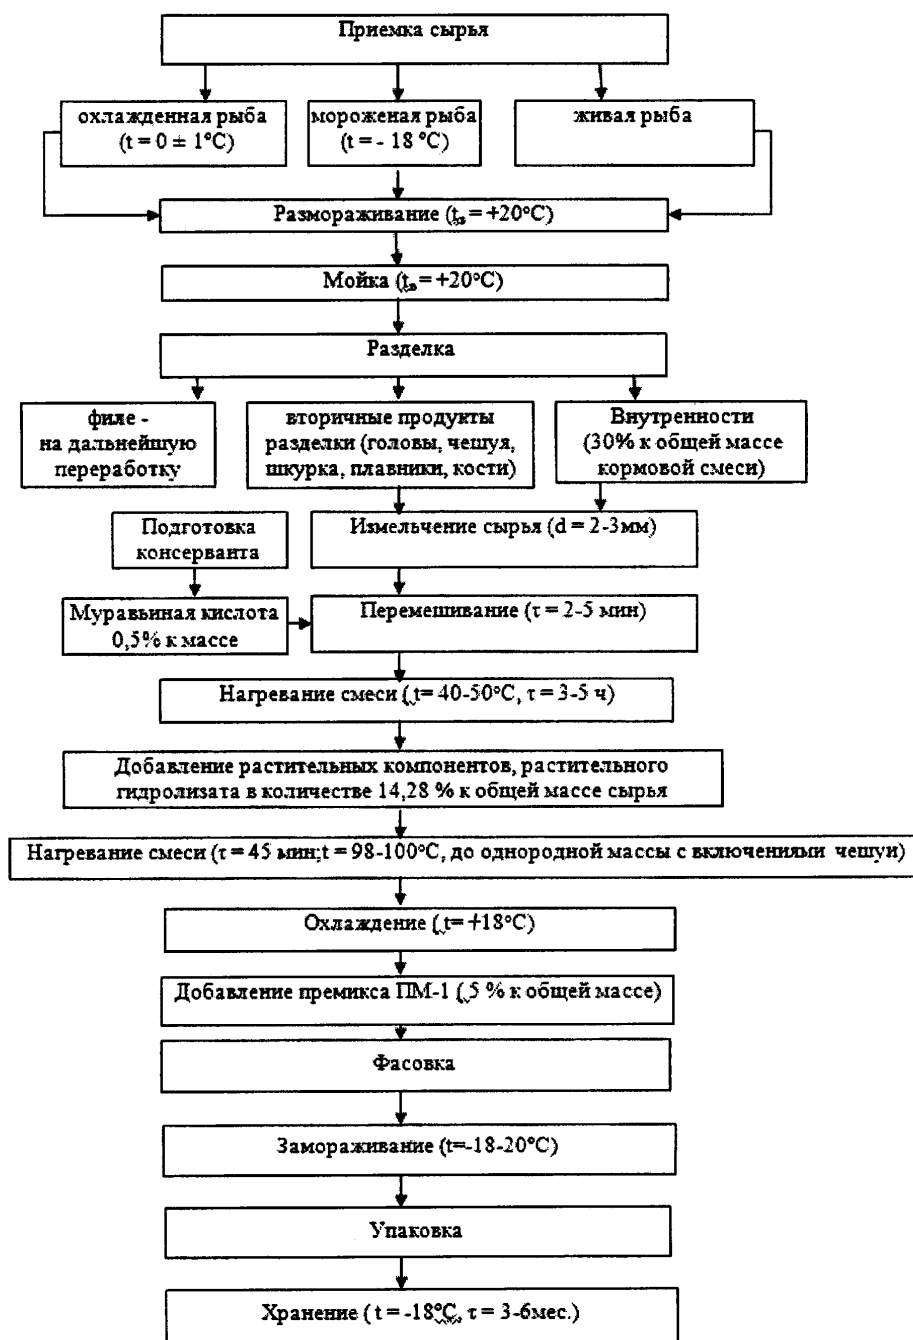 Приемка сырья
охлажденная рыба
(t = 0 ± 1°C)
мороженая рыба
(t = - 18 °C)
живая рыба
Размораживание (tв = +20°C)
Мойка (tв = +20°C)
Разделка
филе -
на дальнейшую
переработку
вторичные продукты
разделки (головы, чешуя,
шкурка, плавники, кости)
Внутренности
(30% к общей массе
кормовой смеси)
Подготовка
консерванта
Измельчение сырья (d = 2-3мм)
Муравьиная кислота
0,5% к массе
Перемешивание (τ = 2-5 мин)
Нагревание смеси ( t= 40-50°C, τ = 3-5 ч)
Добавление растительных компонентов, растительного
гидролизата в количестве 14,28 % к общей массе сырья
Нагревание смеси (τ = 45 мин;t = 98-100°C, до однородной массы с включениями чешуи)
Охлаждение ( t= +18°C)
Добавление премикса ПМ-1 ( 5 % к общей массе)
Фасовка
Замораживание (t=-18-20°C)
Упаковка
Хранение ( t = -18°C, τ = 3-6мес.)